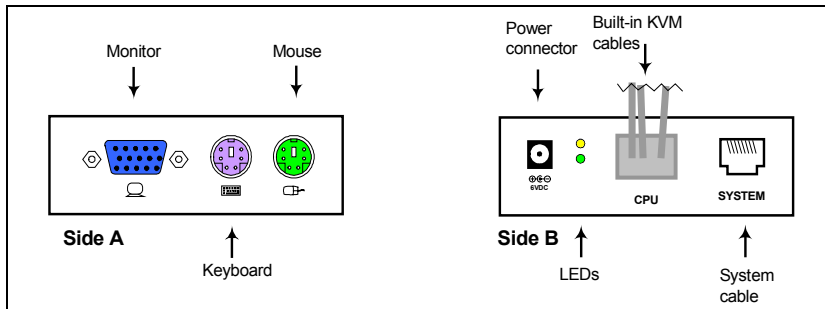 Monitor
Mouse
Side A
Keyboard
Power
connector
Built-in KVM
cables
6VDC
CPU
SYSTEM
Side B
LEDs
System
cable